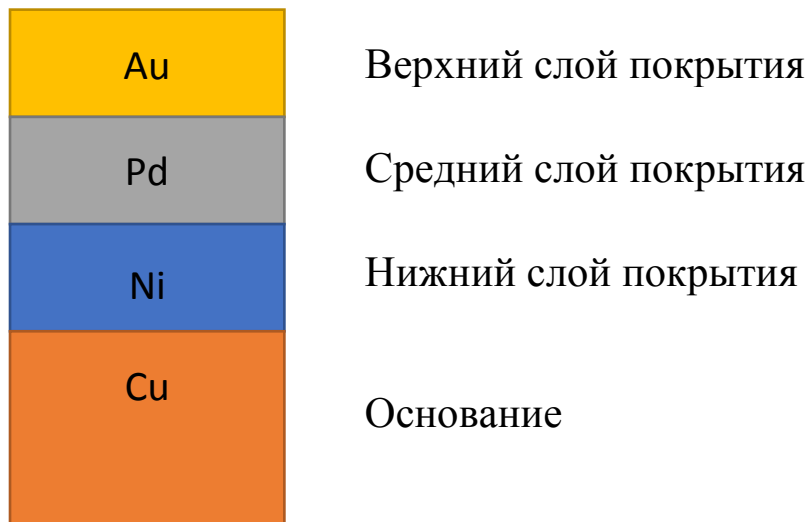 Au Верхний слой покрытия
Pd Средний слой покрытия
Ni Нижний слой покрытия
Cu
Основание